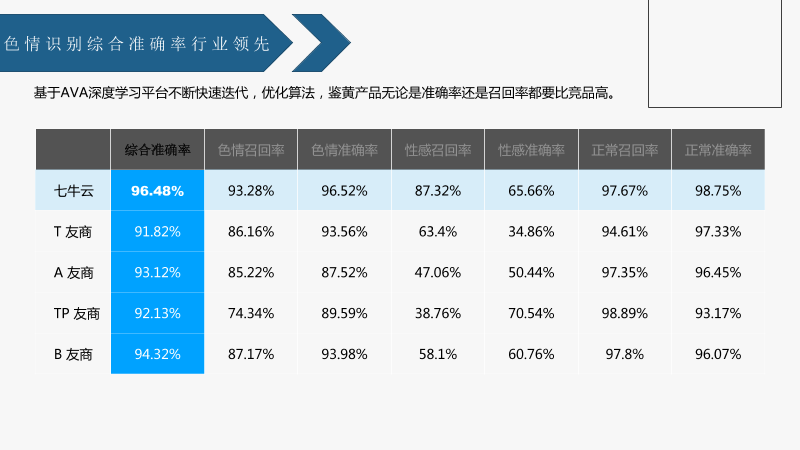 色情识别综合准确率行业领先
基于AVA深度学习平台不断快速迭代，优化算法，鉴黄产品无论是准确率还是召回率都要比竞品高。
综合准确率 色情召回率 色情准确率 性感召回率 性感准确率 正常召回率 正常准确率
七牛云 96.48% 93.28% 96.52% 87.32% 65.66% 97.67% 98.75%
T 友商 91.82% 86.16% 93.56% 63.4% 34.86% 94.61% 97.33%
A 友商 93.12% 85.22% 87.52% 47.06% 50.44% 97.35% 96.45%
TP 友商 92.13% 74.34% 89.59% 38.76% 70.54% 98.89% 93.17%
B 友商 94.32% 87.17% 93.98% 58.1% 60.76% 97.8% 96.07%